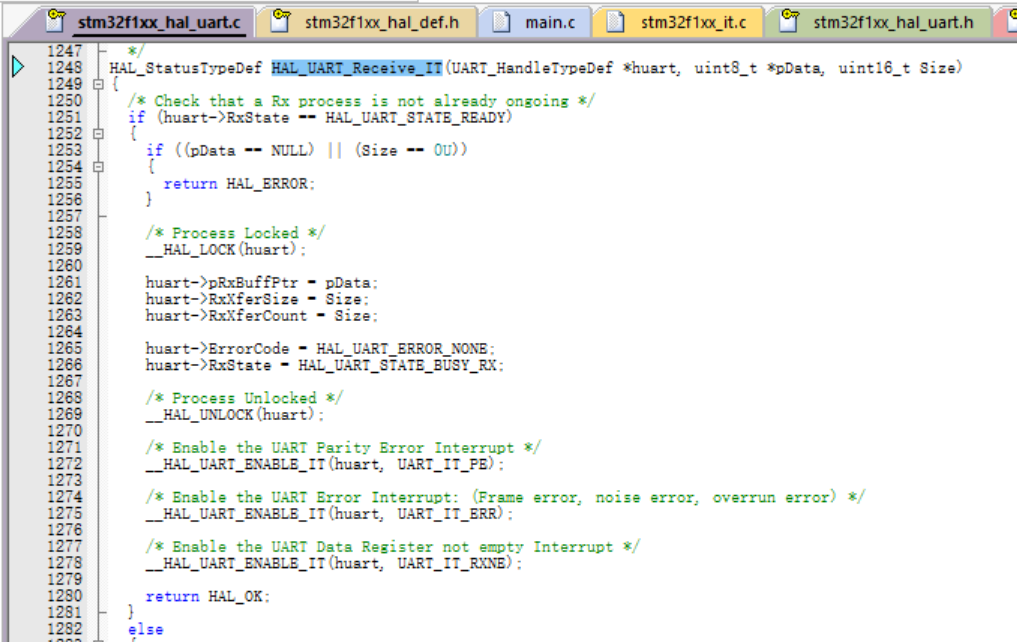 stm32f1xx_hal_uart.c stm32f1xx_hal_def.h main.c stm32f1xx_it.c stm32f1xx_hal_uart.h
1247 */
1248 HAL_StatusTypeDef HAL_UART_Receive_IT(UART_HandleTypeDef *huart, uint8_t *pData, uint16_t Size)
1249 {
1250 /* Check that a Rx process is not already ongoing */
1251 if (huart->RxState == HAL_UART_STATE_READY)
1252 {
1253 if ((pData == NULL) || (Size == 0U))
1254 {
1255 return HAL_ERROR;
1256 }
1257
1258 /* Process Locked */
1259 __HAL_LOCK(huart);
1260
1261 huart->pRxBuffPtr = pData;
1262 huart->RxXferSize = Size;
1263 huart->RxXferCount = Size;
1264
1265 huart->ErrorCode = HAL_UART_ERROR_NONE;
1266 huart->RxState = HAL_UART_STATE_BUSY_RX;
1267
1268 /* Process Unlocked */
1269 __HAL_UNLOCK(huart);
1270
1271 /* Enable the UART Parity Error Interrupt */
1272 __HAL_UART_ENABLE_IT(huart, UART_IT_PE);
1273
1274 /* Enable the UART Error Interrupt: (Frame error, noise error, overrun error) */
1275 __HAL_UART_ENABLE_IT(huart, UART_IT_ERR);
1276
1277 /* Enable the UART Data Register not empty Interrupt */
1278 __HAL_UART_ENABLE_IT(huart, UART_IT_RXNE);
1279
1280 return HAL_OK;
1281 }
1282 else